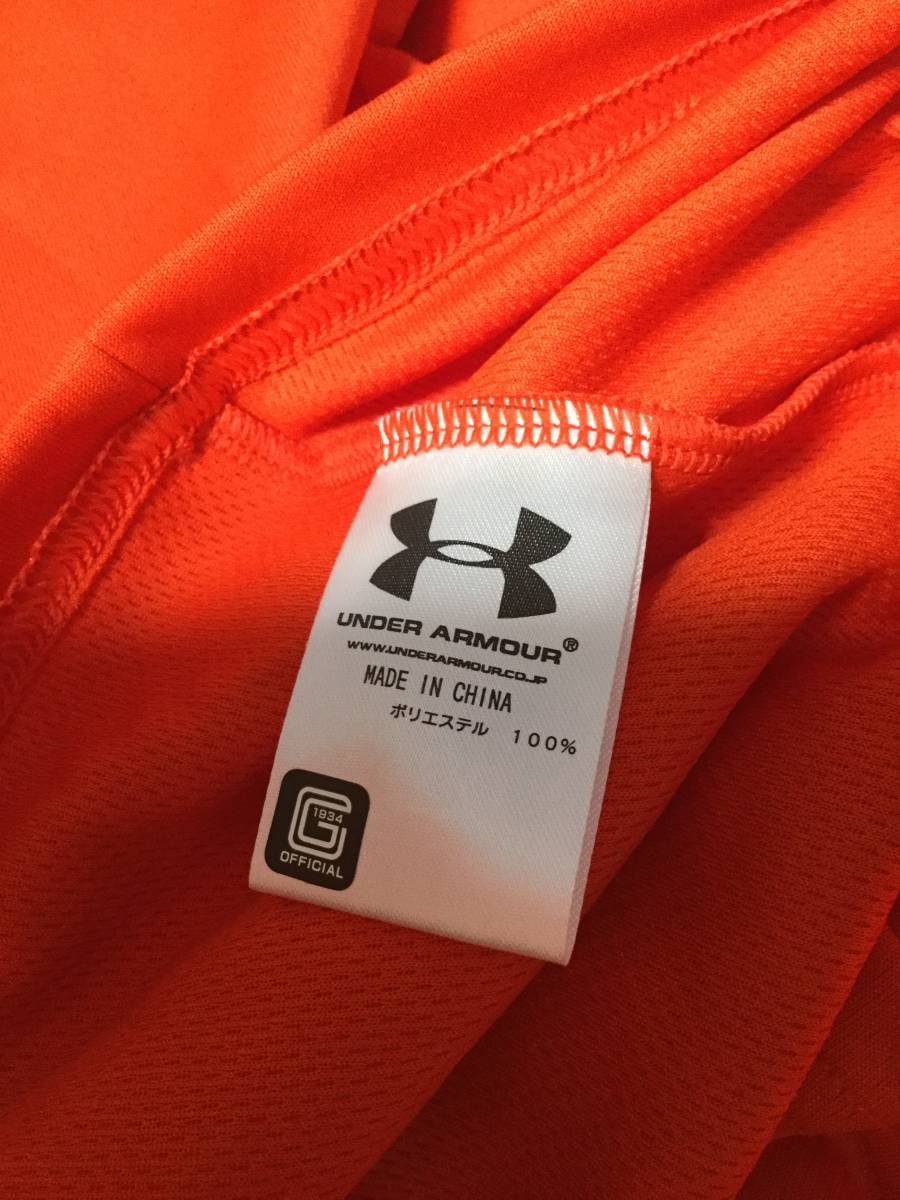 UNDER ARMOUR®
WWW.UNDERARMOUR.CO.JP
MADE IN CHINA
ポリエステル 100%
G
1934
OFFICIAL